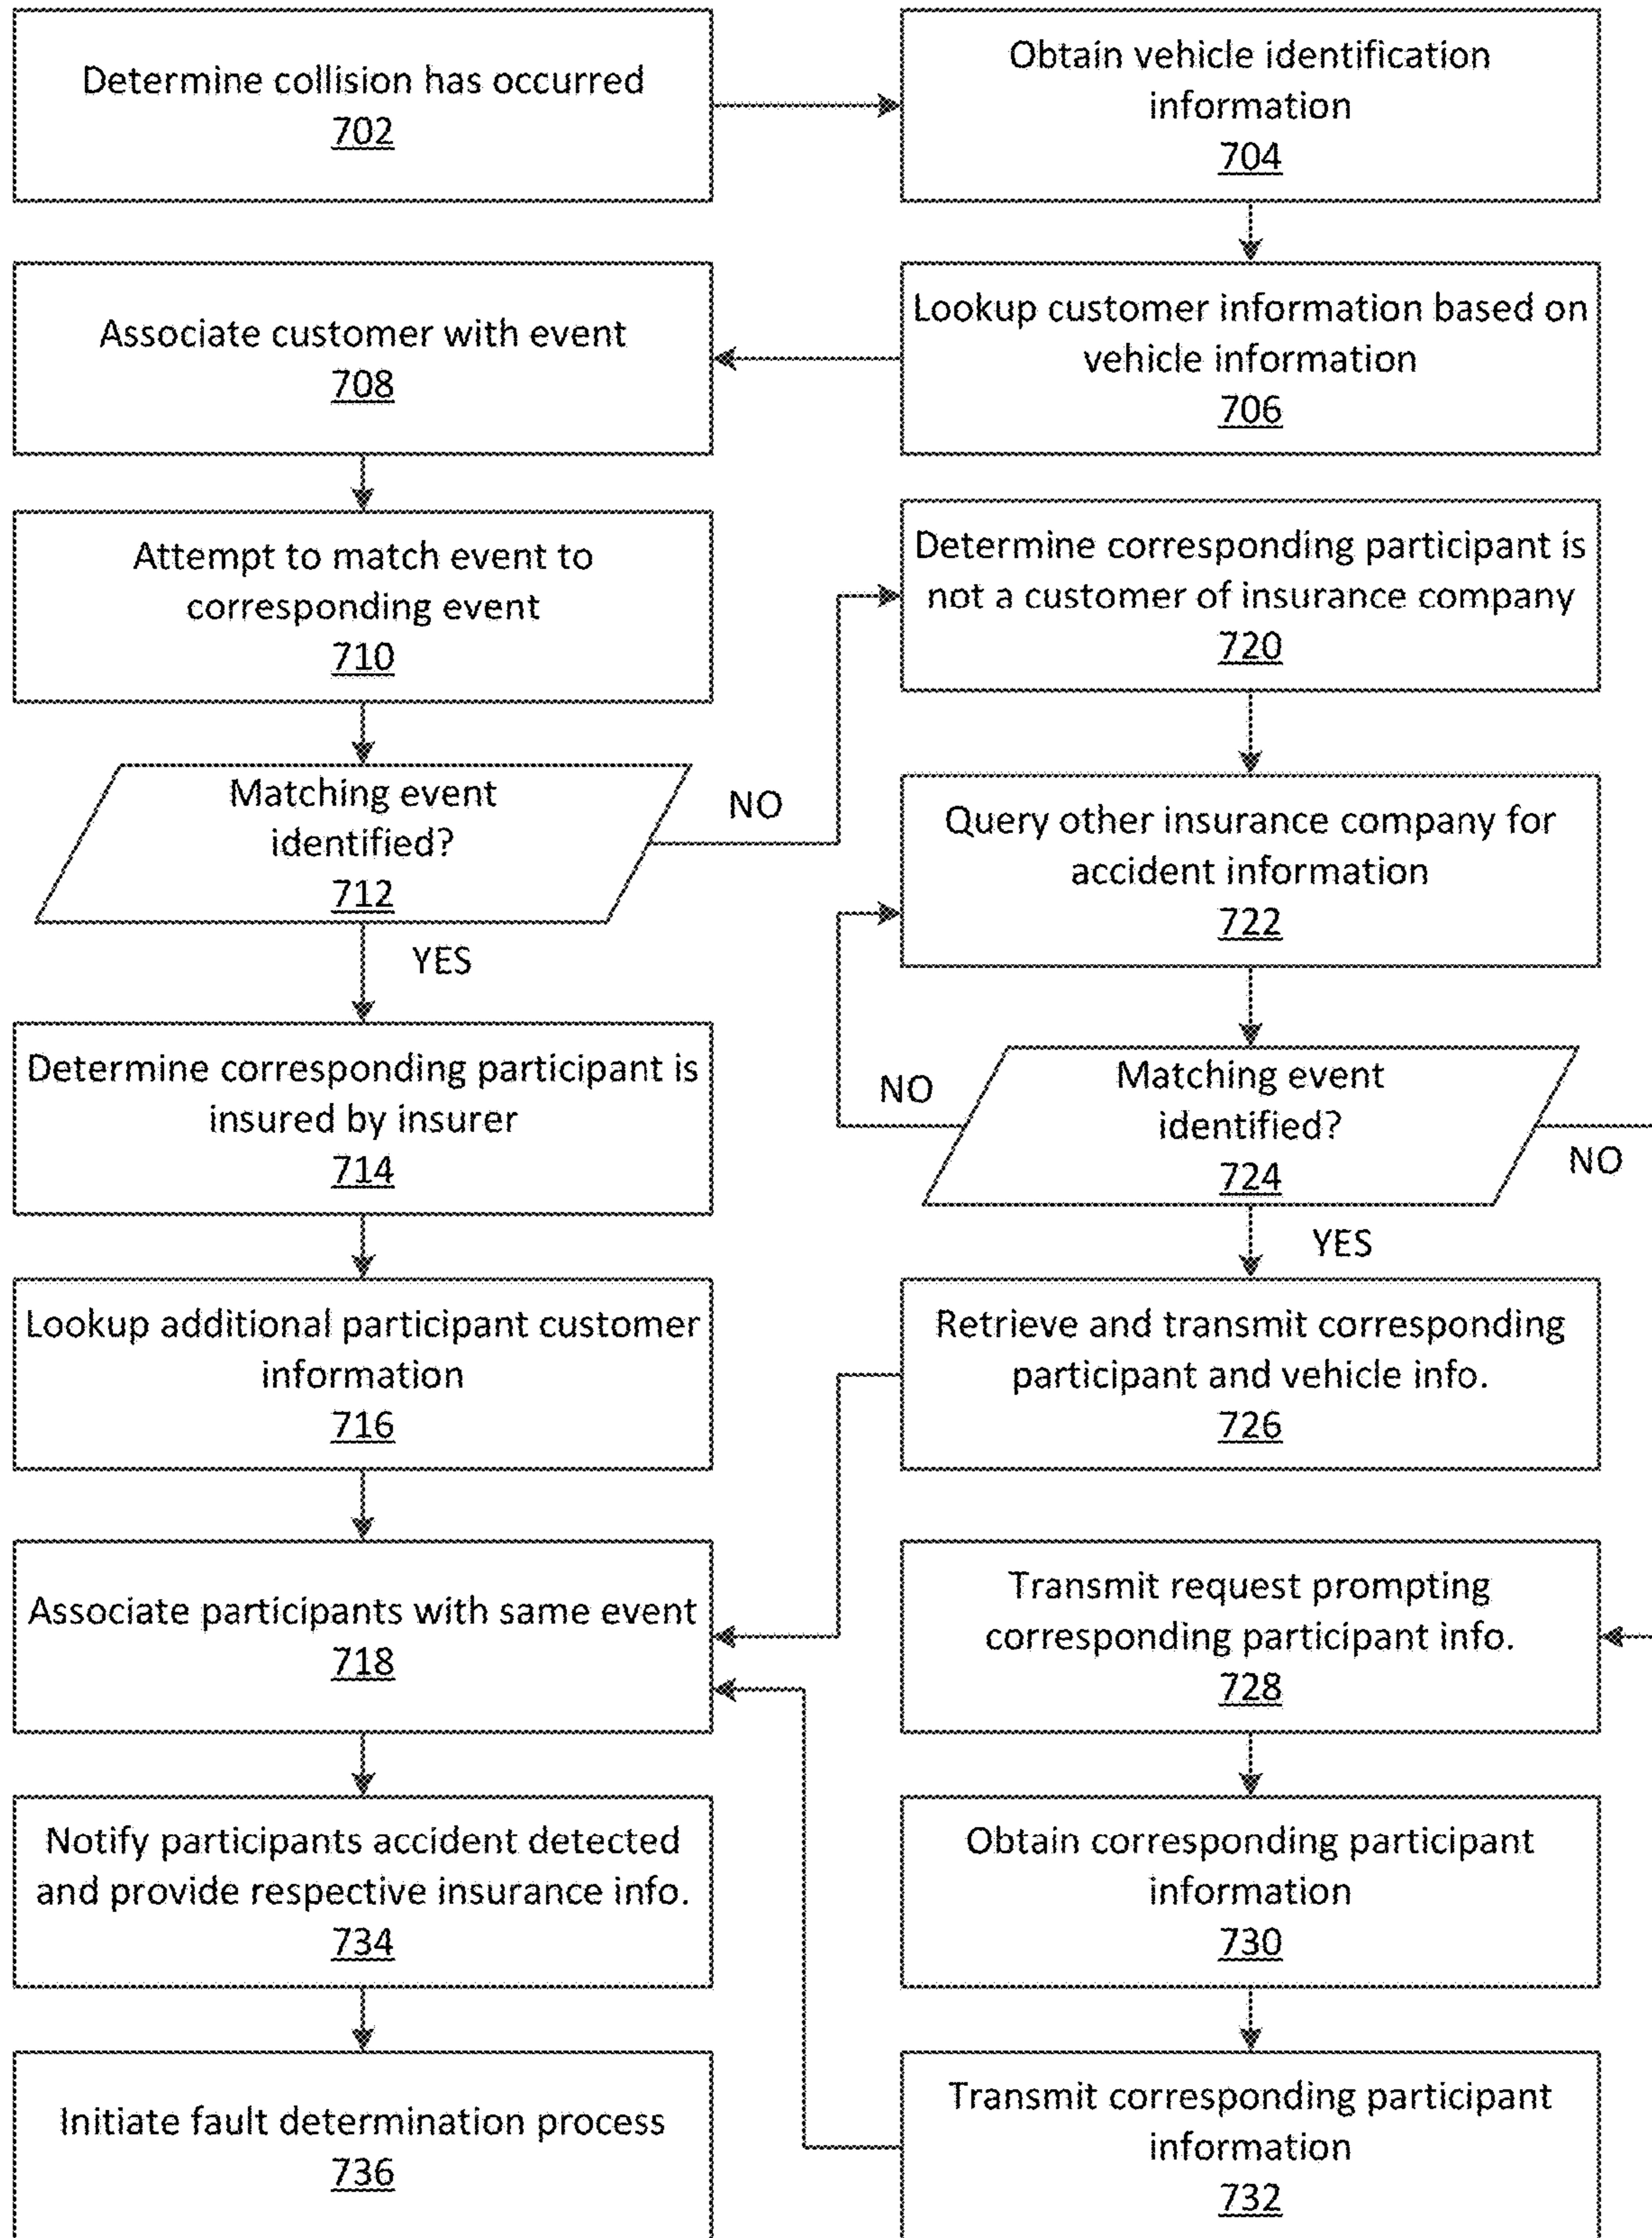 Determine collision has occurred
702
Obtain vehicle identification
information
704
Lookup customer information based on
vehicle information
706
Associate customer with event
708
Attempt to match event to
corresponding event
710
Matching event
identified?
712
NO
YES
Determine corresponding participant is
insured by insurer
714
Lookup additional participant customer
information
716
Associate participants with same event
718
Determine corresponding participant is
not a customer of insurance company
720
Query other insurance company for
accident information
722
Matching event
identified?
724
NO
NO
YES
Retrieve and transmit corresponding
participant and vehicle info.
726
Transmit request prompting
corresponding participant info.
728
Obtain corresponding participant
information
730
Transmit corresponding participant
information
732
Notify participants accident detected
and provide respective insurance info.
734
Initiate fault determination process
736